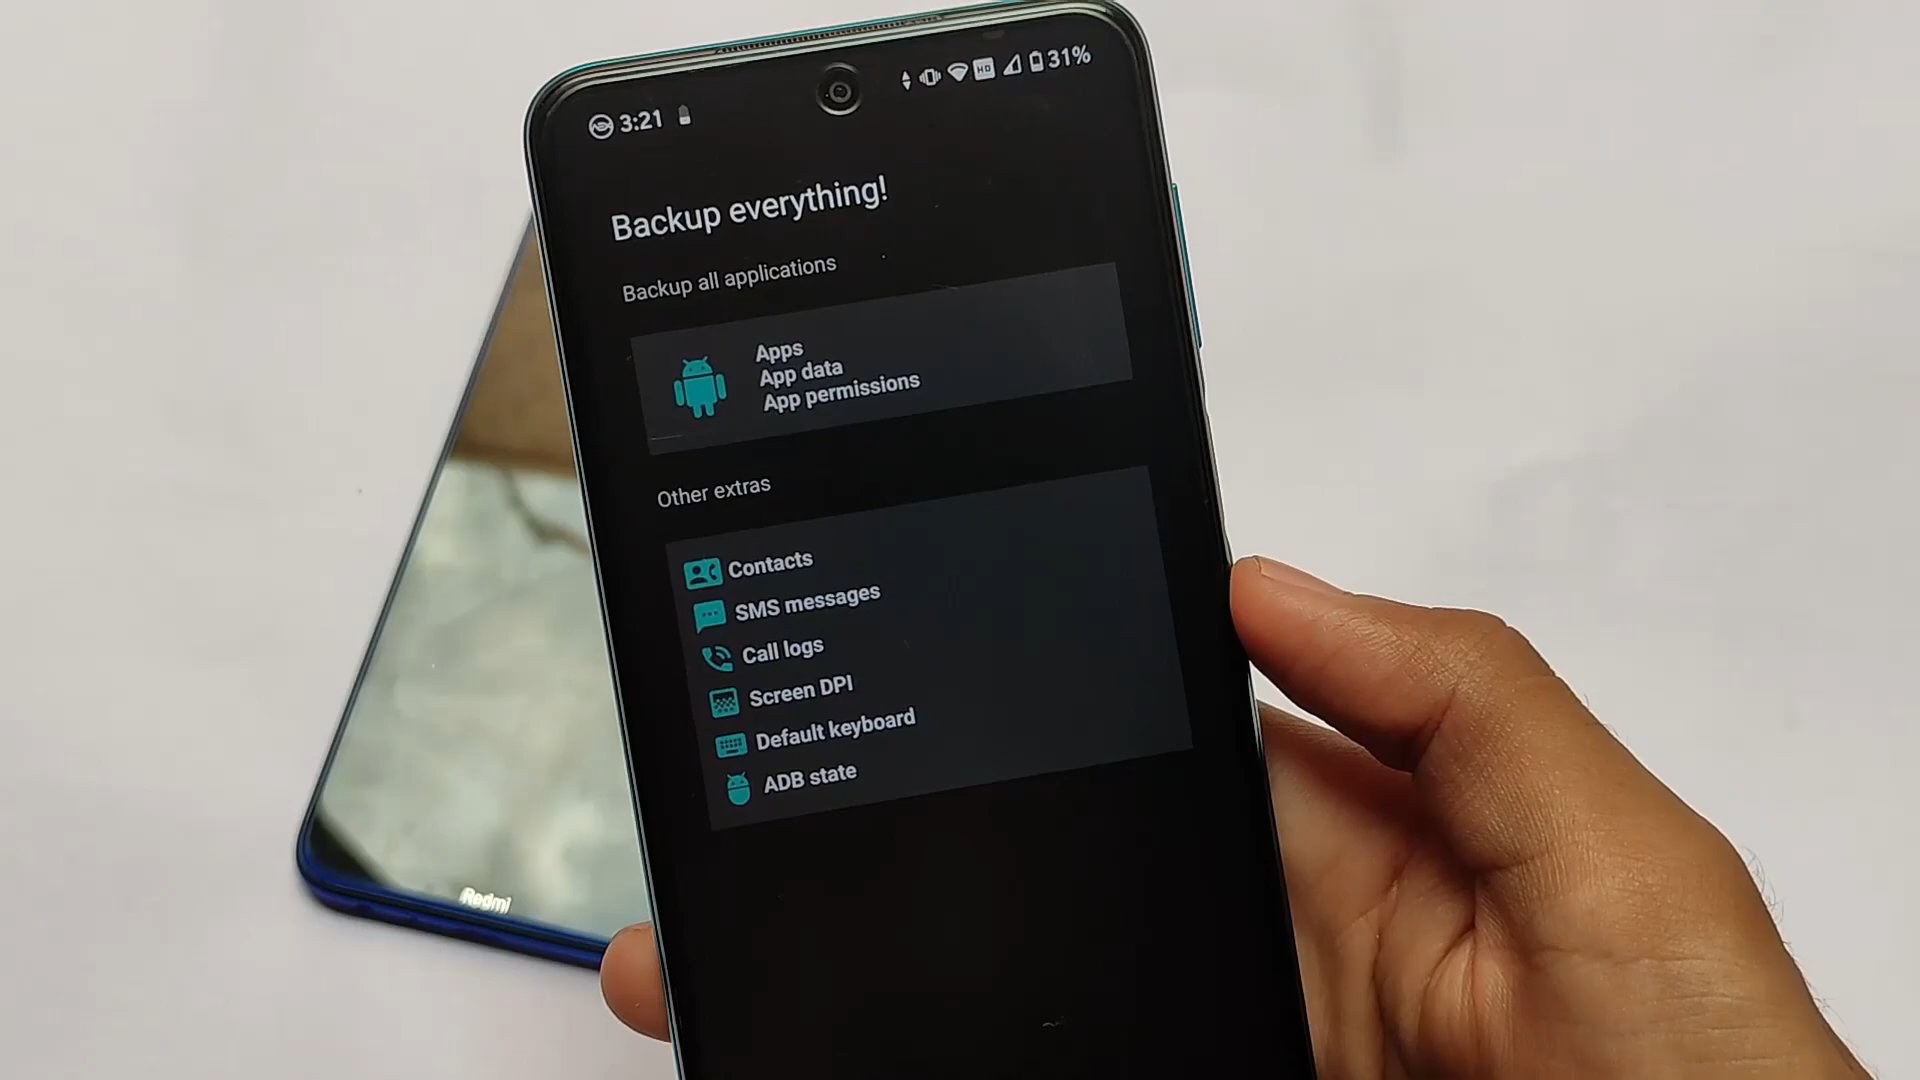 3:21
HD
31%
Backup everything!
Backup all applications
Apps
App data
App permissions
Other extras
Contacts
SMS messages
Call logs
Screen DPI
Default keyboard
ADB state
Redmi